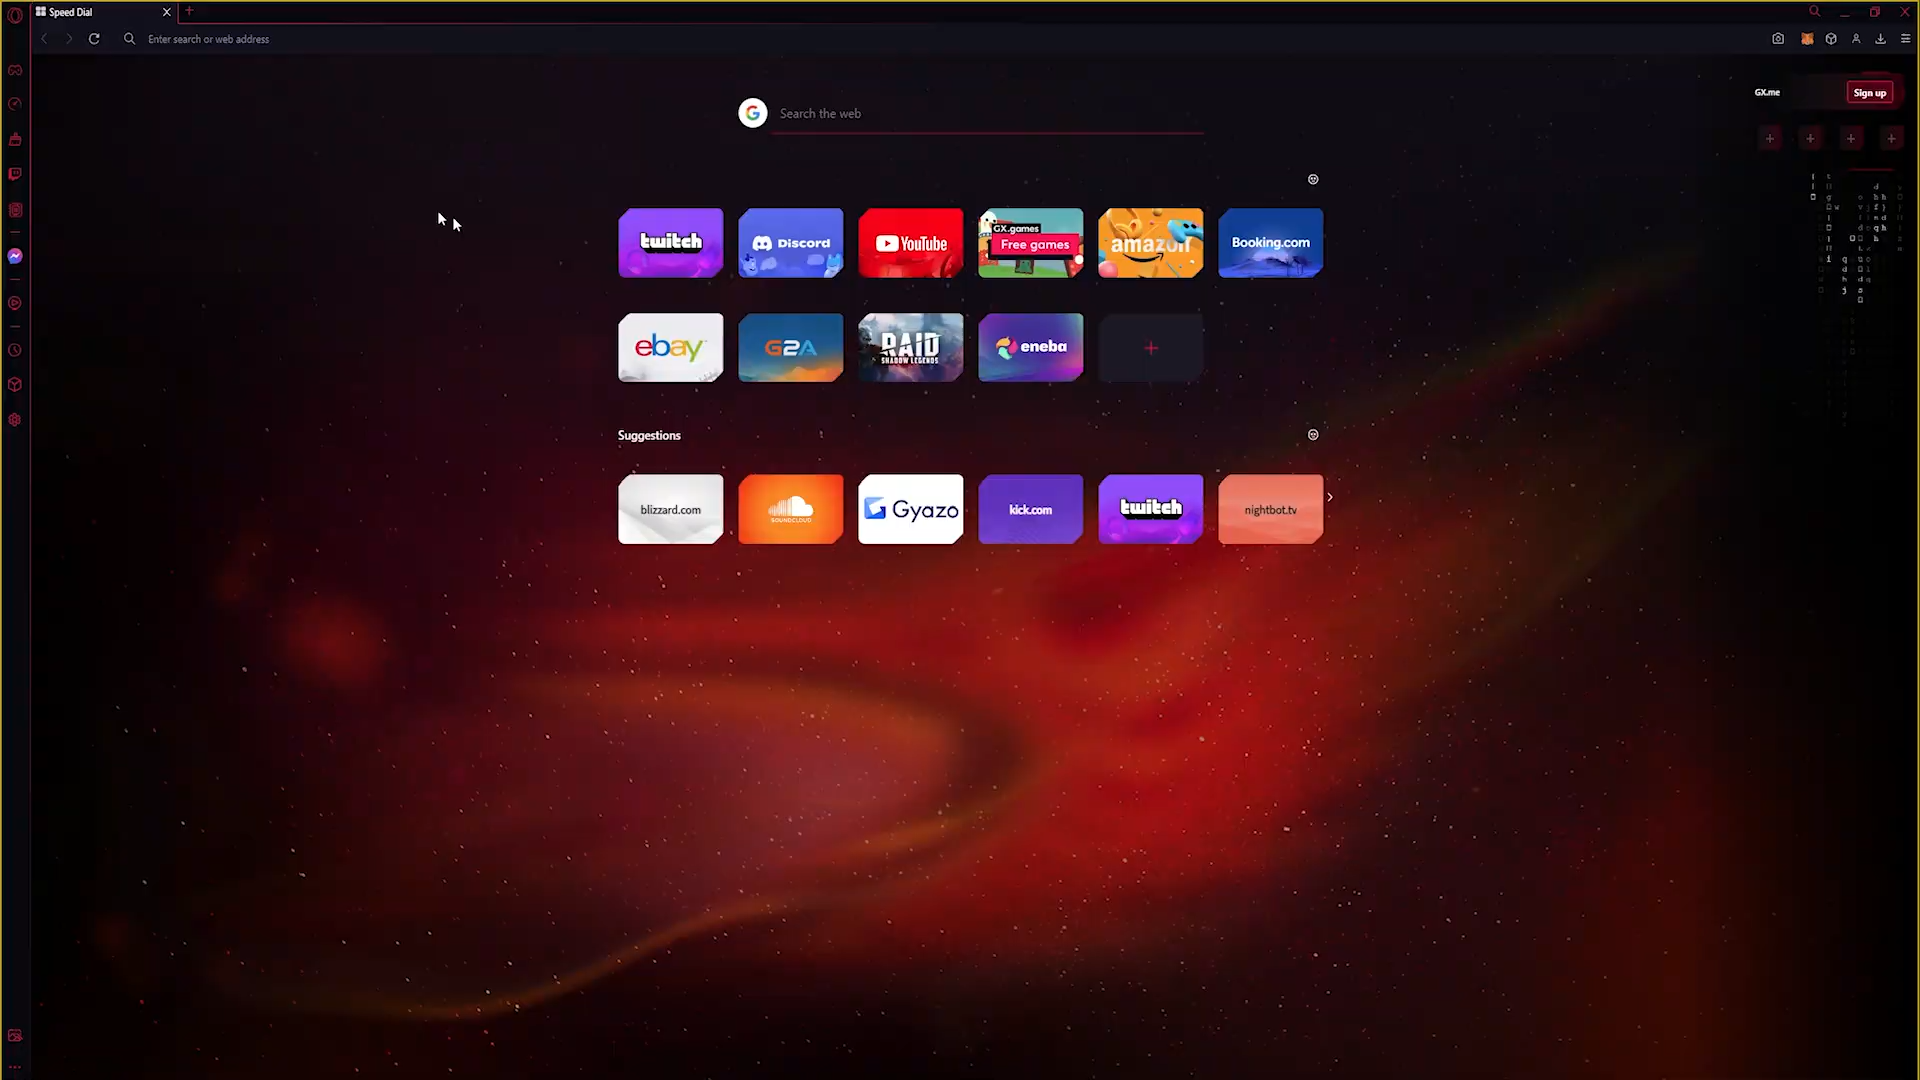 Speed Dial
Enter search or web address
GX.me
Sign up
Search the web
twitch
Discord
YouTube
GX.games
Free games
amazon
Booking.com
ebay
G2A
RAID
SHADOW LEGENDS
eneba
Suggestions
blizzard.com
SOUNDCLOUD
Gyazo
kick.com
twitch
nightbot.tv